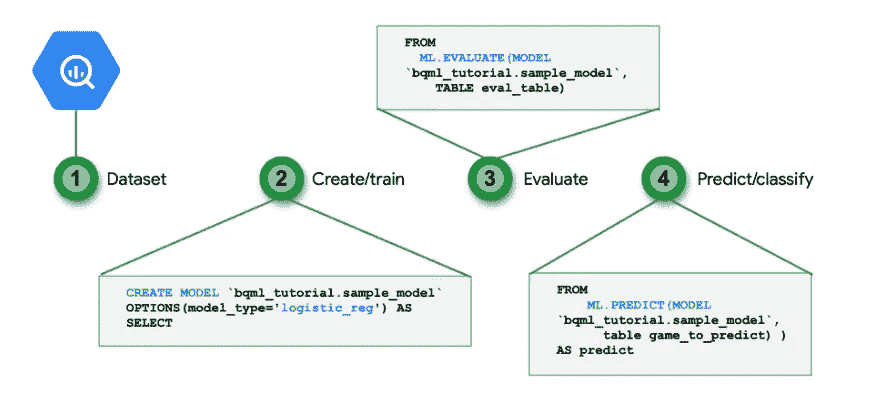 FROM
ML.EVALUATE(MODEL
`bqml_tutorial.sample_model`,
TABLE eval_table)
1 Dataset
2 Create/train
3 Evaluate
4 Predict/classify
CREATE MODEL `bqml_tutorial.sample_model`
OPTIONS(model_type='logistic_reg') AS
SELECT
FROM
ML.PREDICT(MODEL
`bqml_tutorial.sample_model`,
table game_to_predict) )
AS predict